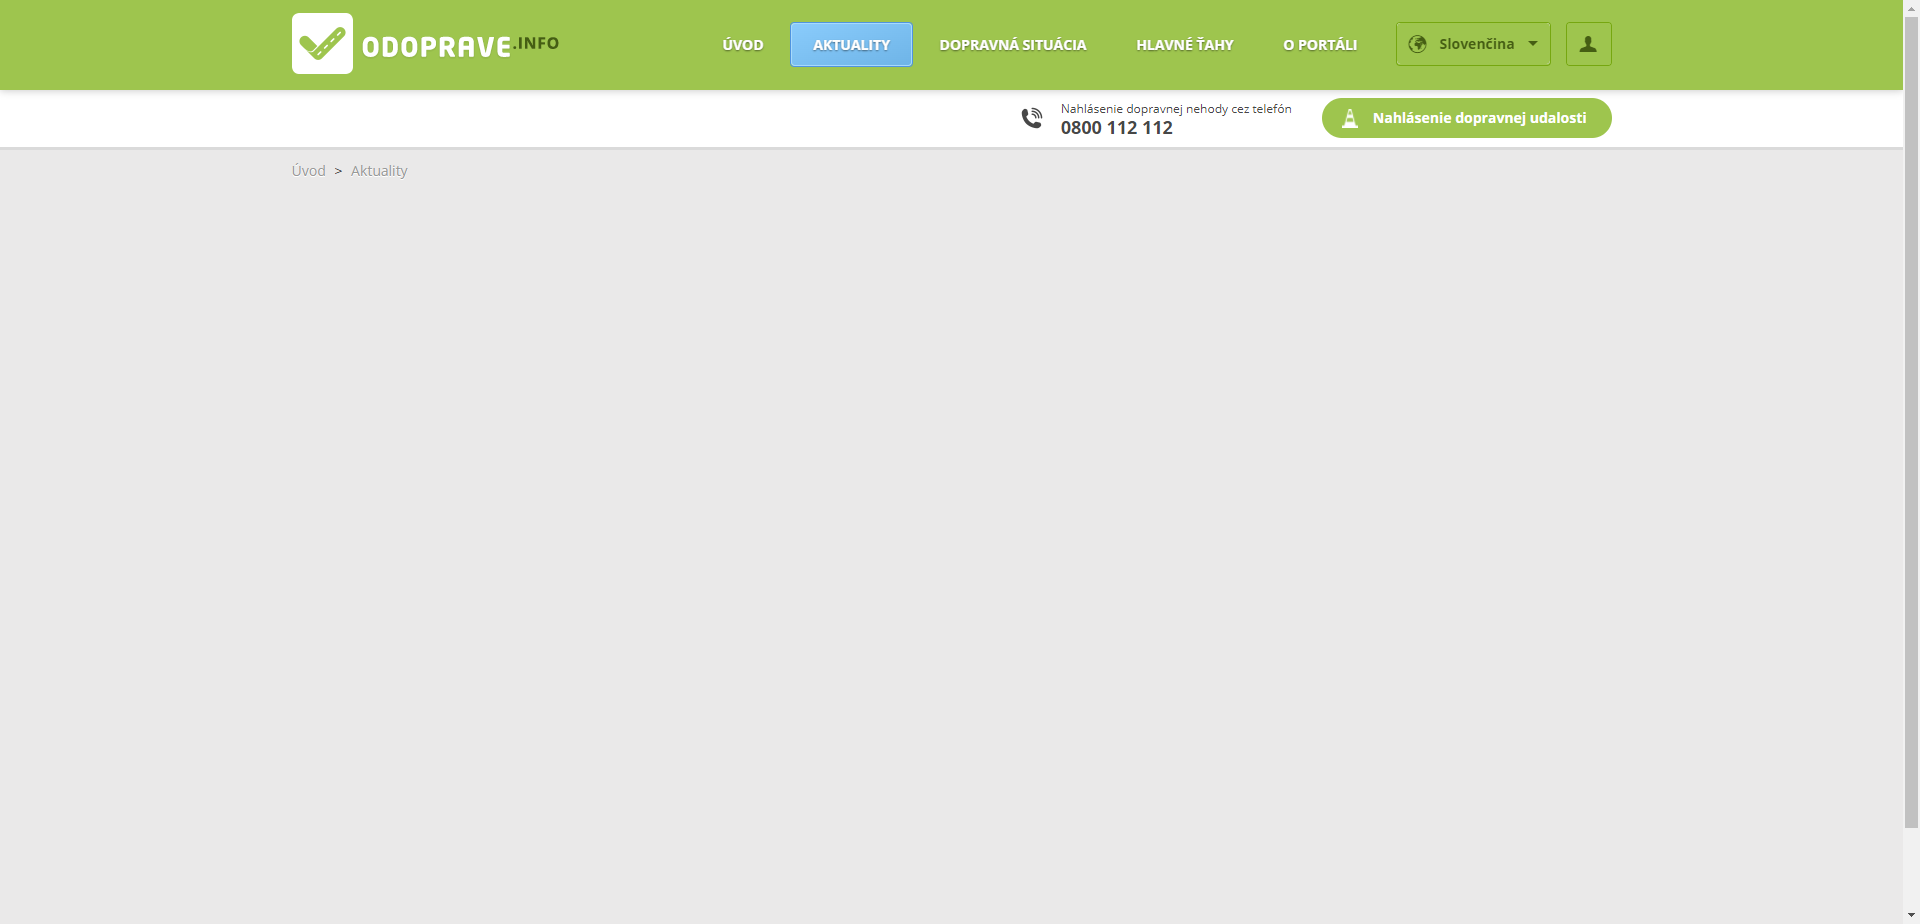 ODOPRAVE.INFO
ÚVOD
AKTUALITY
DOPRAVNÁ SITUÁCIA
HLAVNÉ ŤAHY
O PORTÁLI
Slovenčina
Nahlásenie dopravnej nehody cez telefón
0800 112 112
Nahlásenie dopravnej udalosti
Úvod > Aktuality